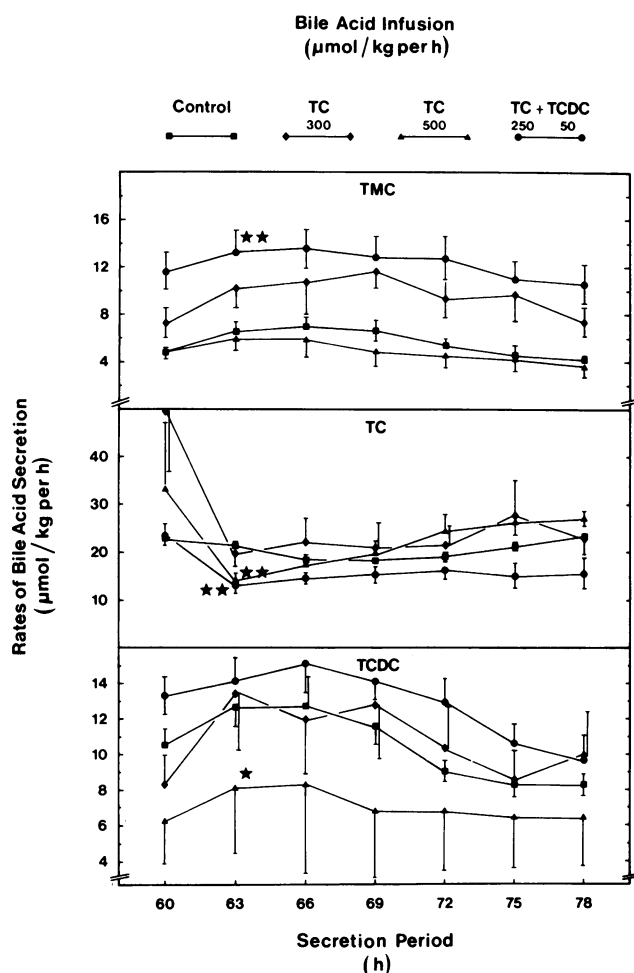 Bile Acid Infusion
(μmol / kg per h)
Control TC TC TC + TCDC
300 500 250 50
TMC
★★
16
12
8
4
TC
40
30
20
10
★★
★★
TCDC
14
12
10
8
6
4
★
Rates of Bile Acid Secretion
(μmol / kg per h)
60 63 66 69 72 75 78
Secretion Period
(h)